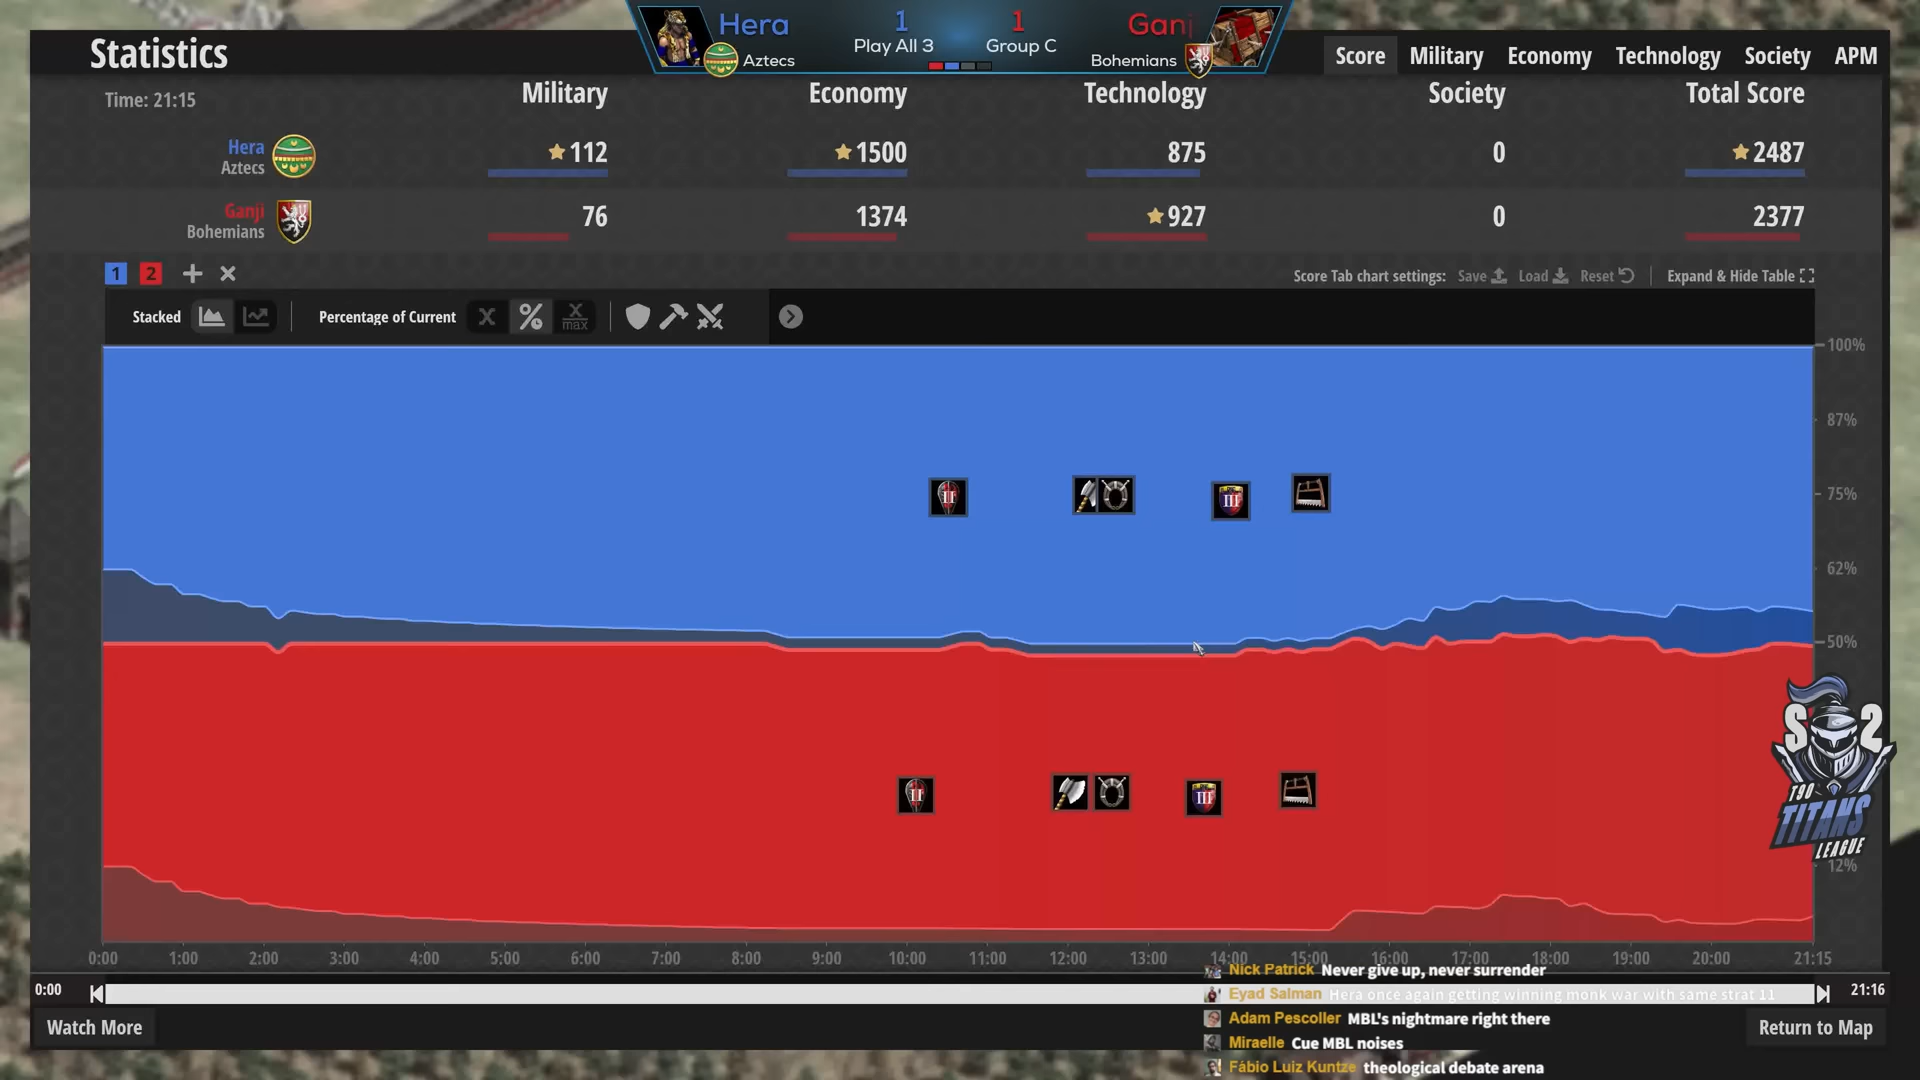 Hera 1 1 Ganj
Play All 3 Group C
Aztecs Bohemians
Statistics
Score Military Economy Technology Society APM
Time: 21:15
Military Economy Technology Society Total Score
Hera
Aztecs
112 1500 875 0 2487
Ganji
Bohemians
76 1374 927 0 2377
1 2
Score Tab chart settings: Save Load Reset Expand & Hide Table
Stacked Percentage of Current X % X max
100%
87%
75%
62%
50%
12%
II III
II III
S 2
T90
TITANS
LEAGUE
0:00 1:00 2:00 3:00 4:00 5:00 6:00 7:00 8:00 9:00 10:00 11:00 12:00 13:00 14:00 15:00 16:00 17:00 18:00 19:00 20:00 21:15
0:00 21:16
Nick Patrick Never give up, never surrender
Eyad Salman Hera once again getting winning monk war with same strat 11
Adam Pescoller MBL's nightmare right there
Miraelle Cue MBL noises
Fábio Luiz Kuntze theological debate arena
Watch More
Return to Map